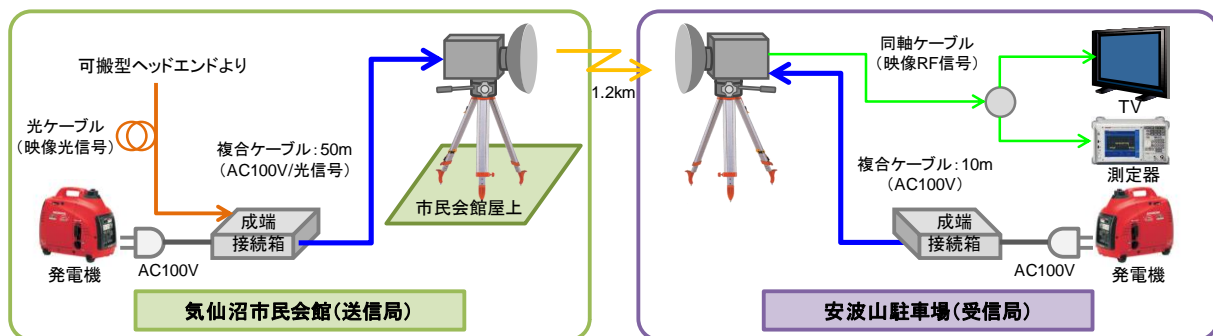 可搬型ヘッドエンドより
光ケーブル
(映像光信号)
複合ケーブル:50m
(AC100V/光信号)
成端
接続箱
発電機
AC100V
市民会館屋上
気仙沼市民会館(送信局)
1.2km
同軸ケーブル
(映像RF信号)
TV
測定器
複合ケーブル:10m
(AC100V)
成端
接続箱
AC100V
発電機
安波山駐車場(受信局)